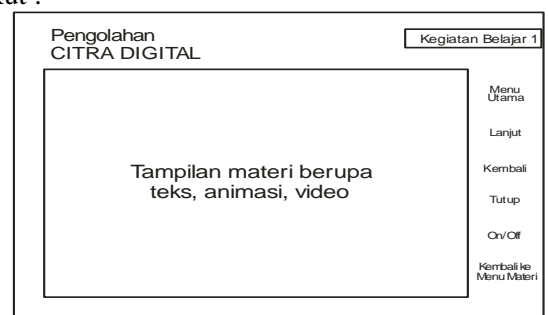 Pengolahan
CITRA DIGITAL
Kegiatan Belajar 1
Tampilan materi berupa
teks, animasi, video
Menu
Utama
Lanjut
Kembali
Tutup
On/Off
Kembali ke
Menu Materi